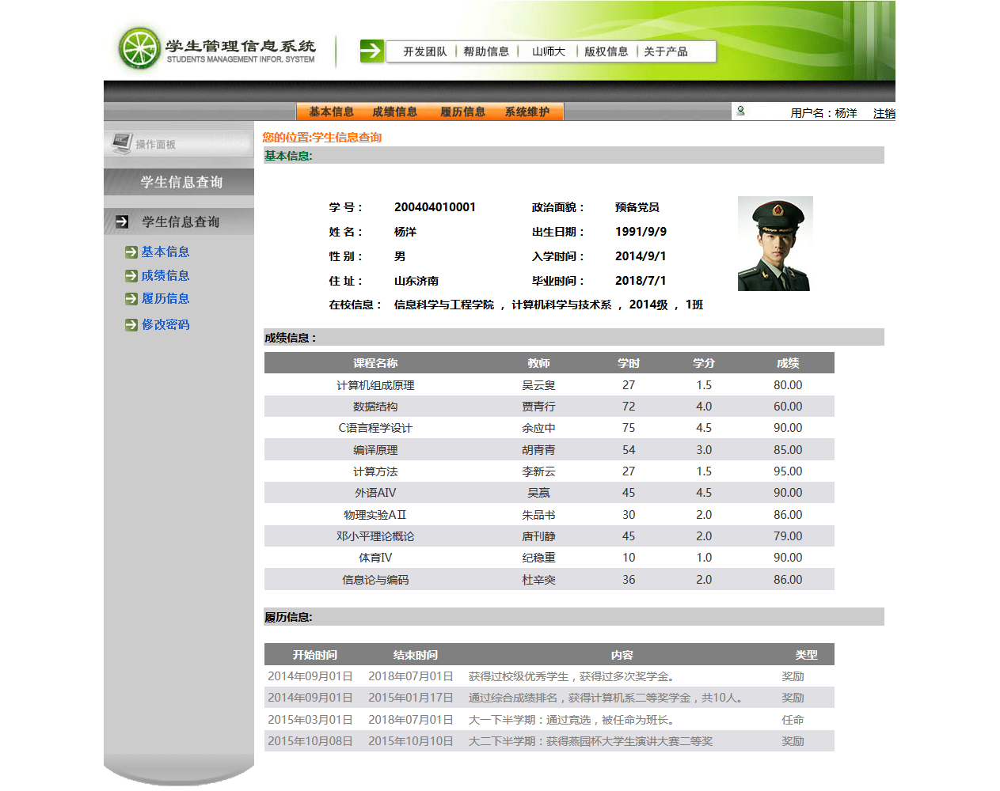 学生管理信息系统
STUDENTS MANAGEMENT INFOR. SYSTEM
开发团队 帮助信息 山师大 版权信息 关于产品
基本信息 成绩信息 履历信息 系统维护
用户名：杨洋 注销
操作面板
学生信息查询
学生信息查询
基本信息
成绩信息
履历信息
修改密码
您的位置:学生信息查询
基本信息:
学 号： 200404010001 政治面貌： 预备党员
姓 名： 杨洋 出生日期： 1991/9/9
性 别： 男 入学时间： 2014/9/1
住 址： 山东济南 毕业时间： 2018/7/1
在校信息： 信息科学与工程学院 ，计算机科学与技术系 ，2014级 ，1班
成绩信息：
课程名称 教师 学时 学分 成绩
计算机组成原理 吴云叟 27 1.5 80.00
数据结构 贾青行 72 4.0 60.00
C语言程学设计 余应中 75 4.5 90.00
编译原理 胡青青 54 3.0 85.00
计算方法 李新云 27 1.5 95.00
外语AIV 吴嬴 45 4.5 90.00
物理实验AⅡ 朱品书 30 2.0 86.00
邓小平理论概论 唐刊静 45 2.0 79.00
体育IV 纪稳重 10 1.0 90.00
信息论与编码 杜辛突 36 2.0 86.00
履历信息:
开始时间 结束时间 内容 类型
2014年09月01日 2018年07月01日 获得过校级优秀学生，获得过多次奖学金。 奖励
2014年09月01日 2015年01月17日 通过综合成绩排名，获得计算机系二等奖学金，共10人。 奖励
2015年03月01日 2018年07月01日 大一下半学期：通过竞选，被任命为班长。 任命
2015年10月08日 2015年10月10日 大二下半学期：获得燕园杯大学生演讲大赛二等奖 奖励